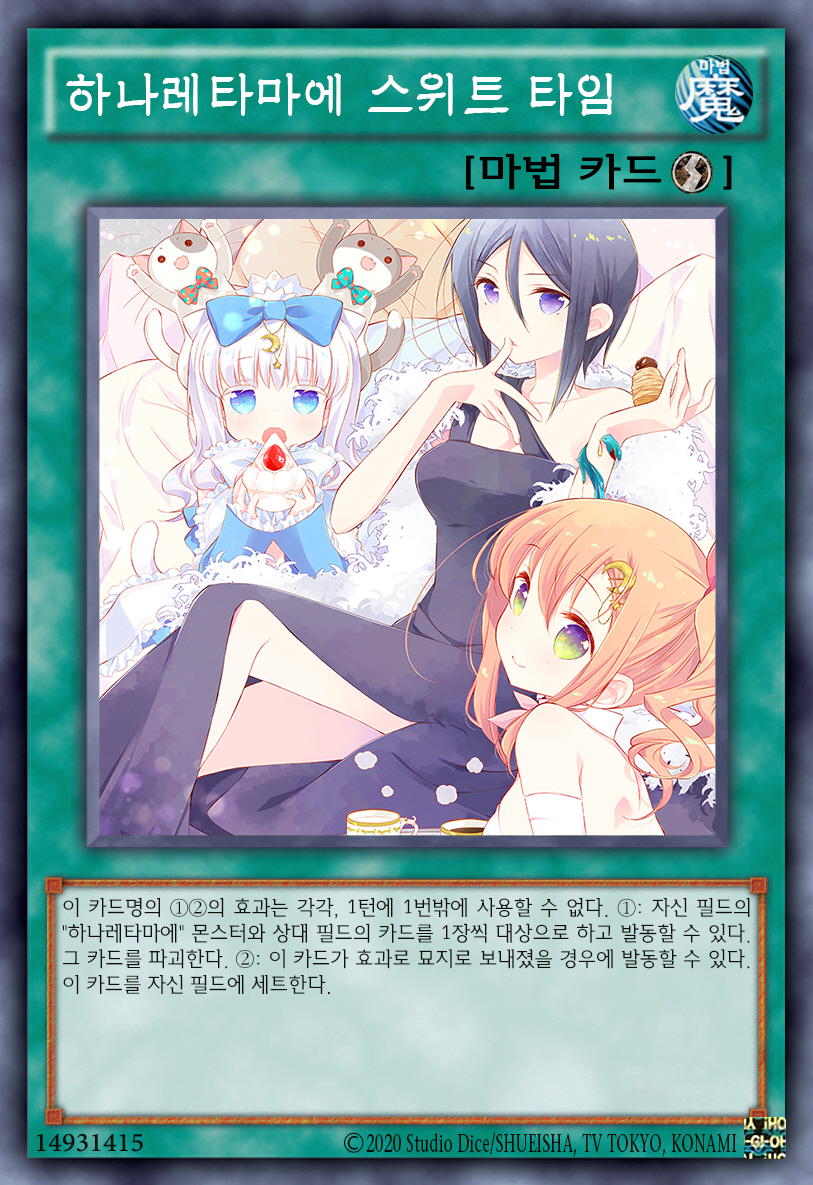 하나레타마에 스위트 타임
마법
魔
[마법 카드]
이 카드명의 ①②의 효과는 각각, 1턴에 1번밖에 사용할 수 없다. ①: 자신 필드의
"하나레타마에" 몬스터와 상대 필드의 카드를 1장씩 대상으로 하고 발동할 수 있다.
그 카드를 파괴한다. ②: 이 카드가 효과로 묘지로 보내졌을 경우에 발동할 수 있다.
이 카드를 자신 필드에 세트한다.
14931415
©2020 Studio Dice/SHUEISHA, TV TOKYO, KONAMI